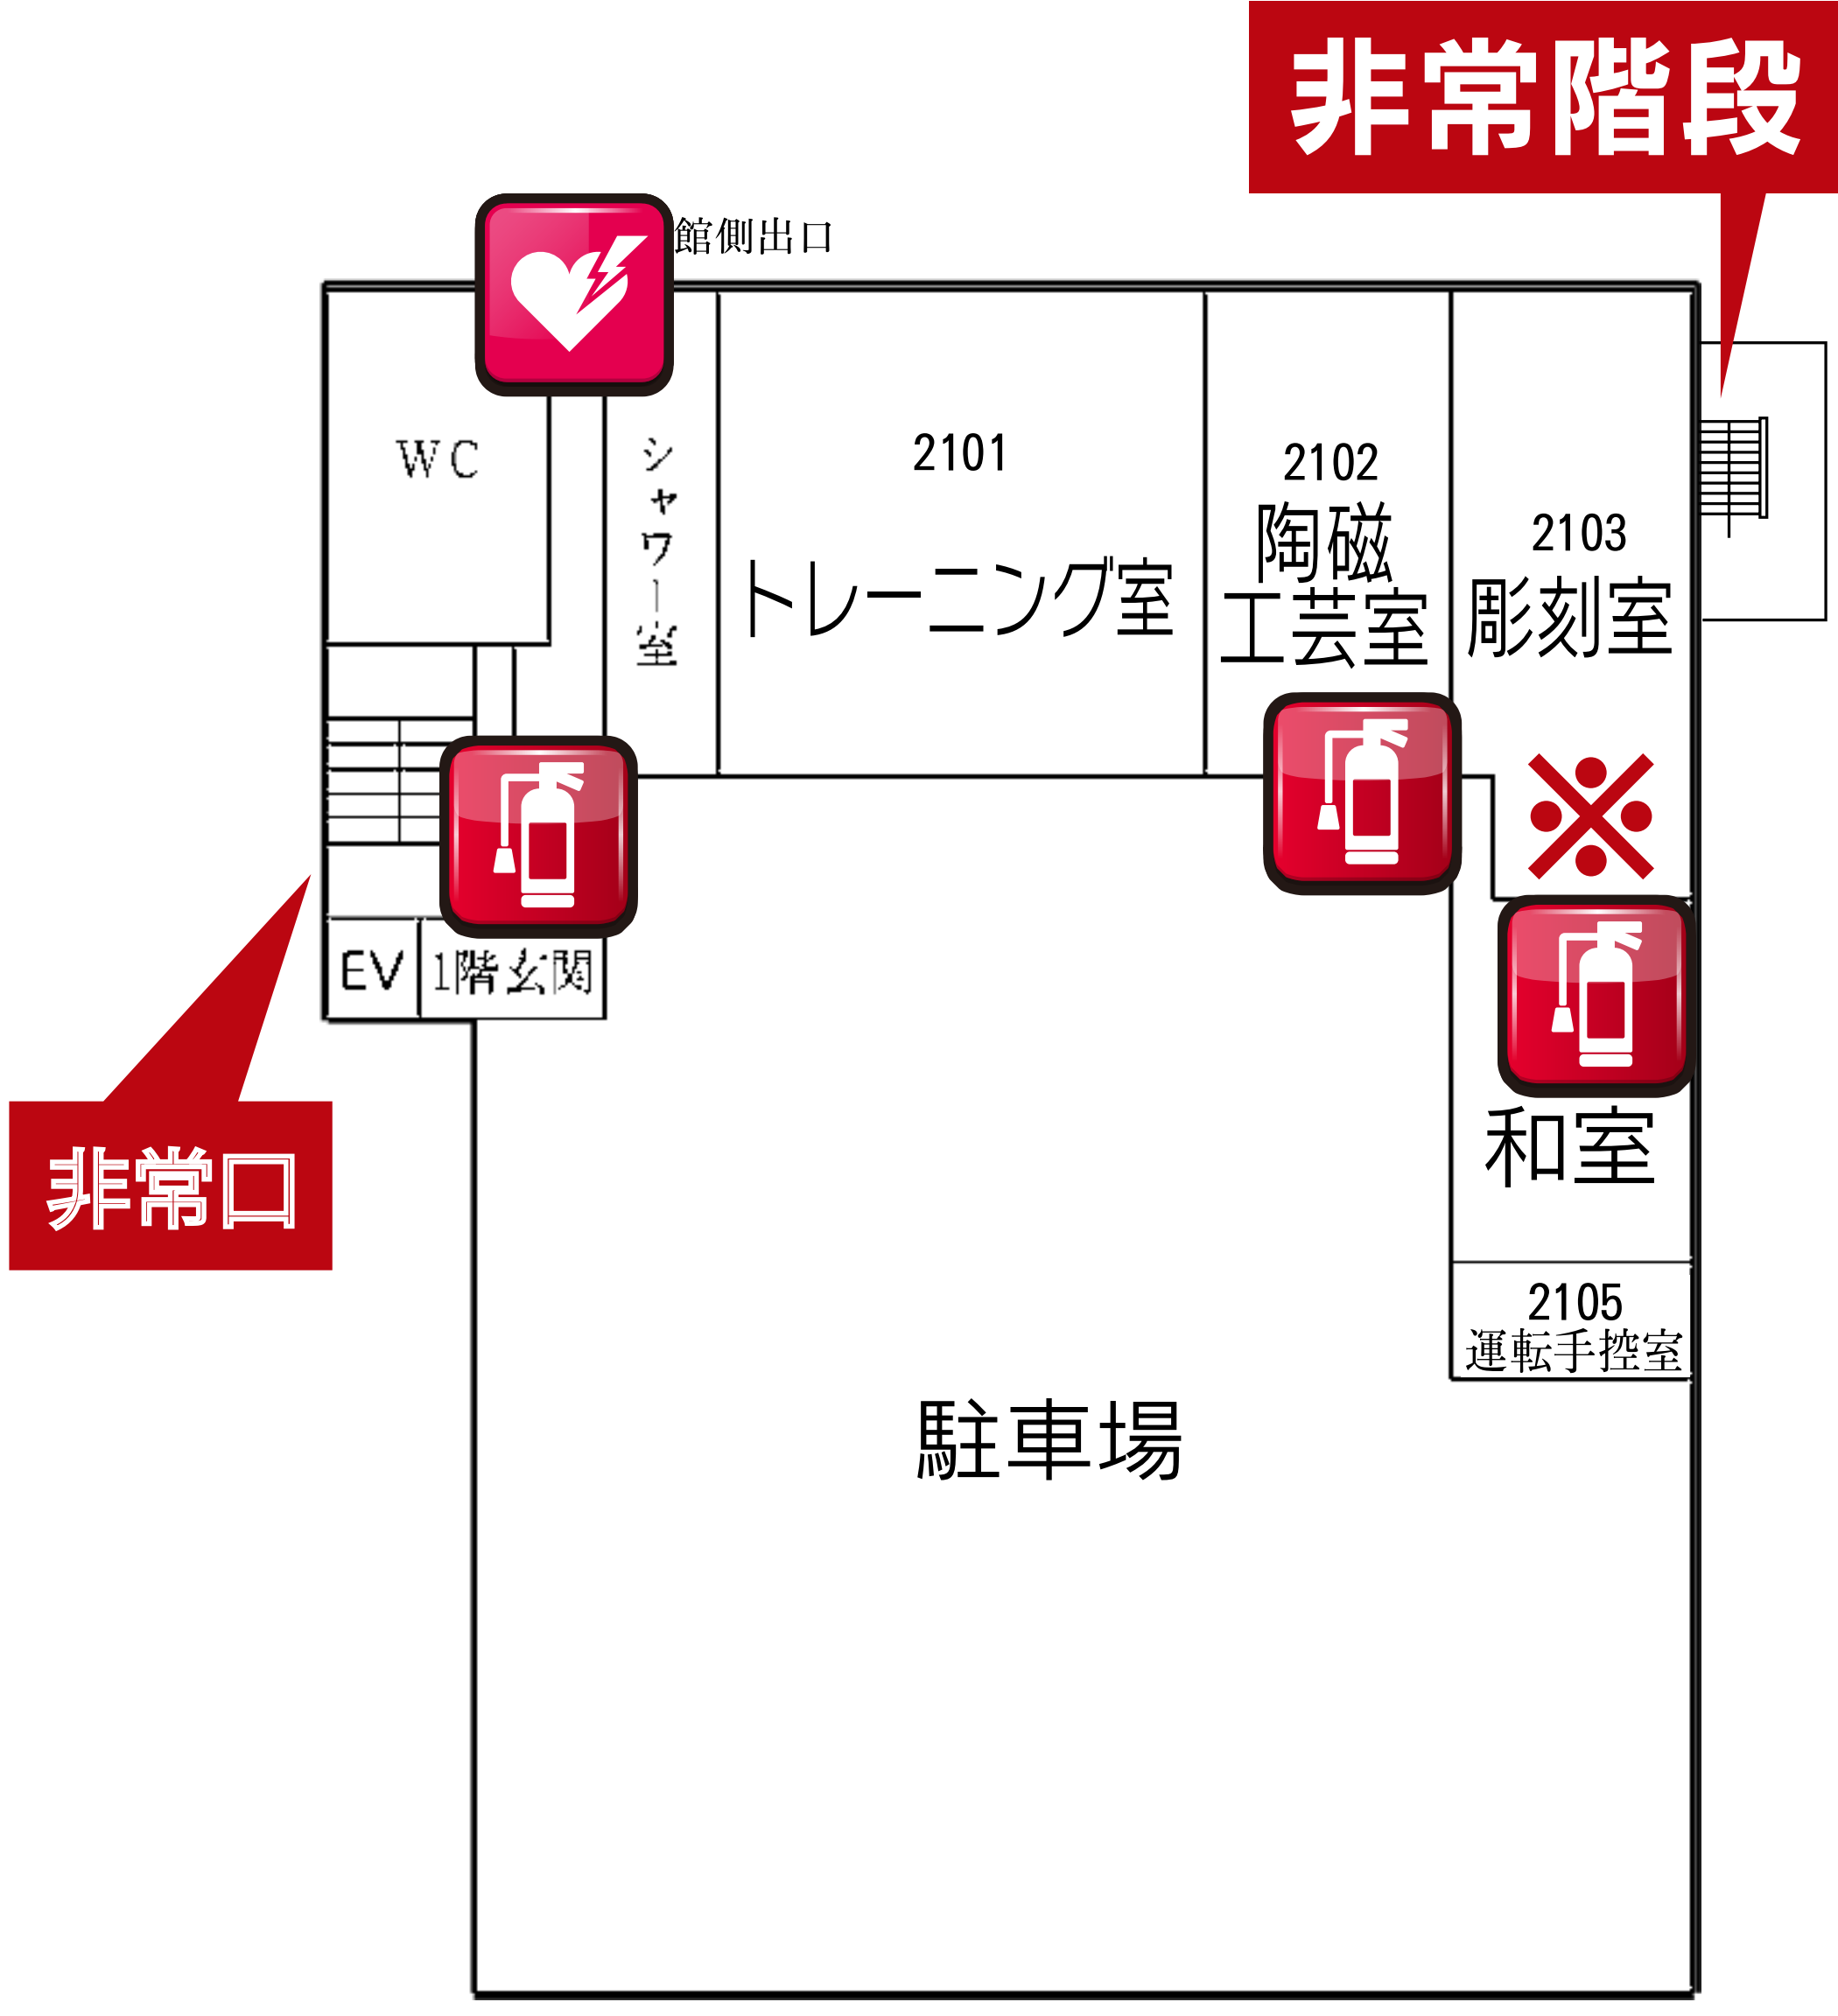 非常階段
館側出口
WC
シャワー室
2101
トレーニング室
2102
陶磁
工芸室
2103
彫刻室
※
EV
1階玄関
非常口
和室
2105
運転手控室
駐車場